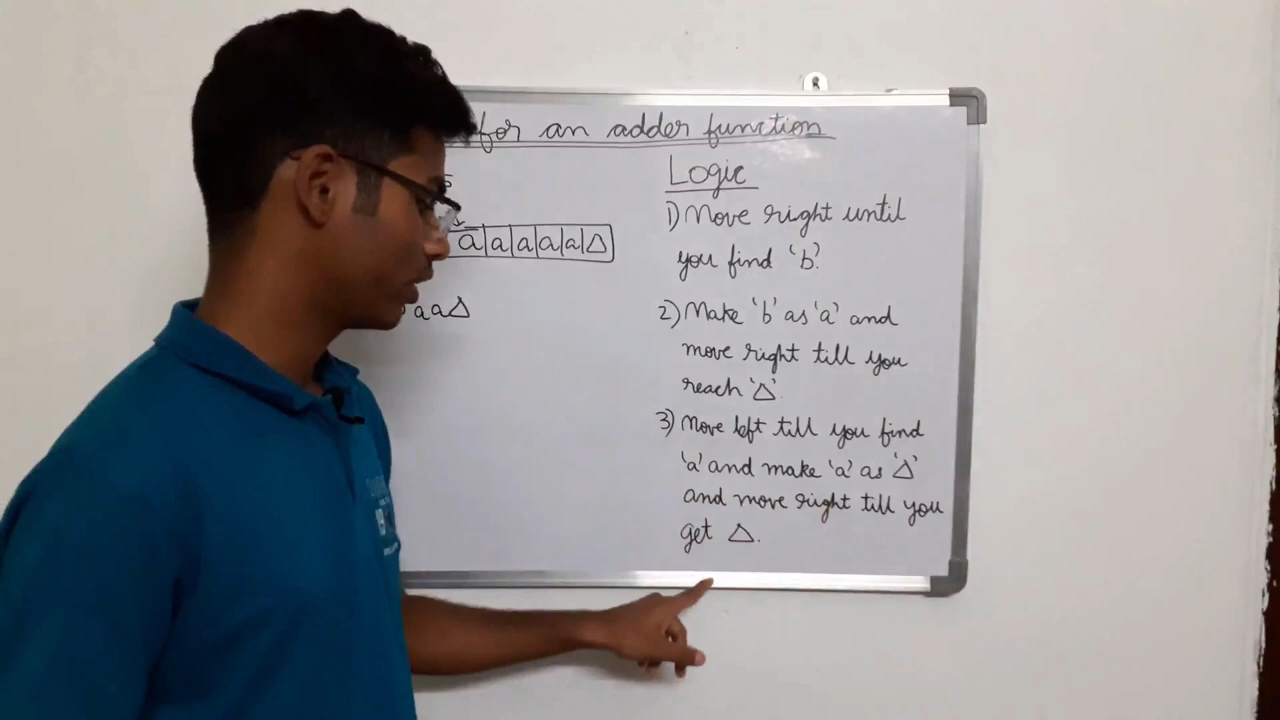 for an adder function
Logic
a a a a a Δ
a a Δ
1) Move right until
you find 'b'.
2) Make 'b' as 'a' and
move right till you
reach 'Δ'.
3) Move left till you find
'a' and make 'a' as 'Δ'
and move right till you
get Δ.